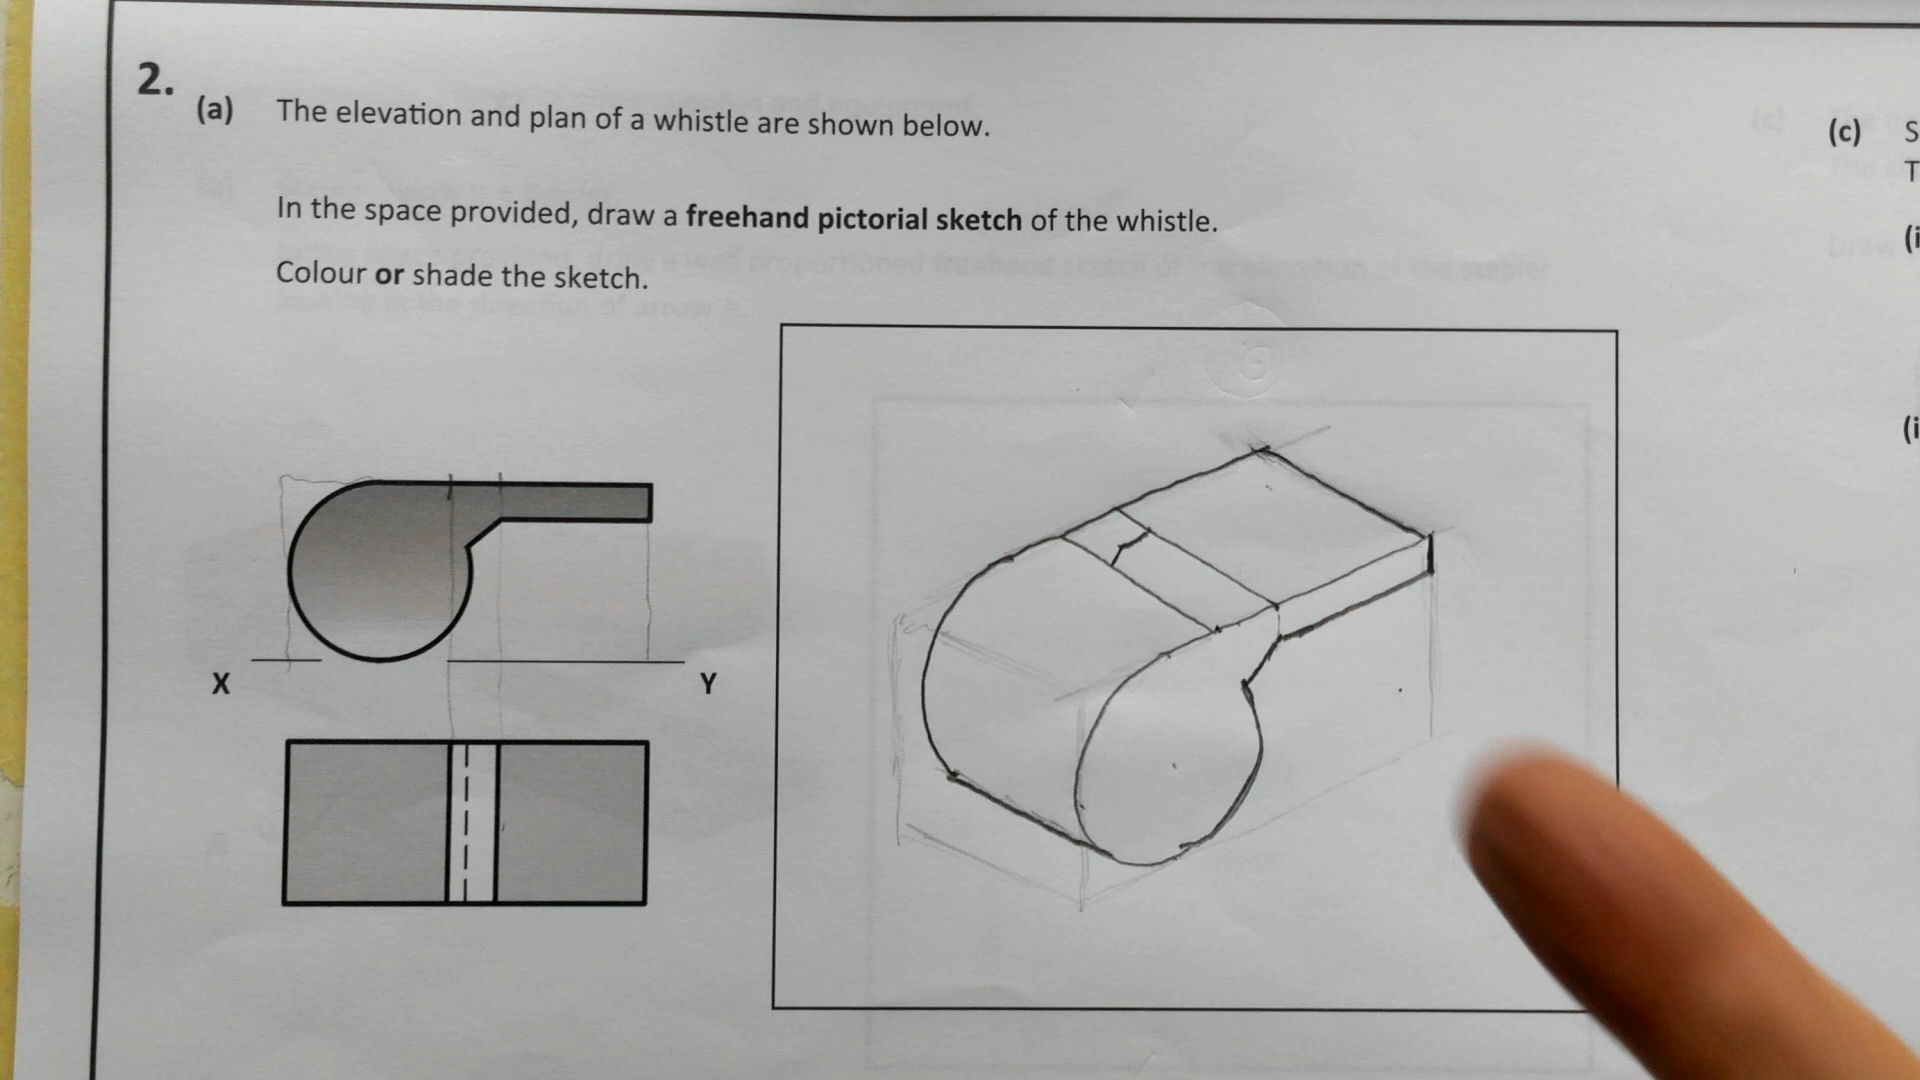 2.
(a) The elevation and plan of a whistle are shown below.
In the space provided, draw a freehand pictorial sketch of the whistle.
Colour or shade the sketch.
X Y
(c) S
T
(i
(i